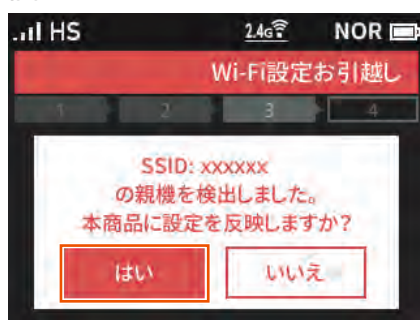 HS 2.4G NOR
Wi-Fi設定お引越し
1 2 3 4
SSID: xxxxxx
の親機を検出しました。
本商品に設定を反映しますか?
はい いいえ